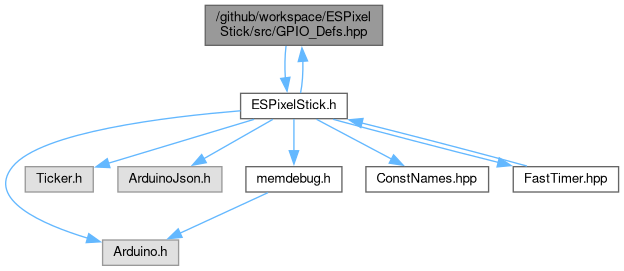 /github/workspace/ESPixel
Stick/src/GPIO_Defs.hpp
ESPixelStick.h
Ticker.h
ArduinoJson.h
memdebug.h
ConstNames.hpp
FastTimer.hpp
Arduino.h